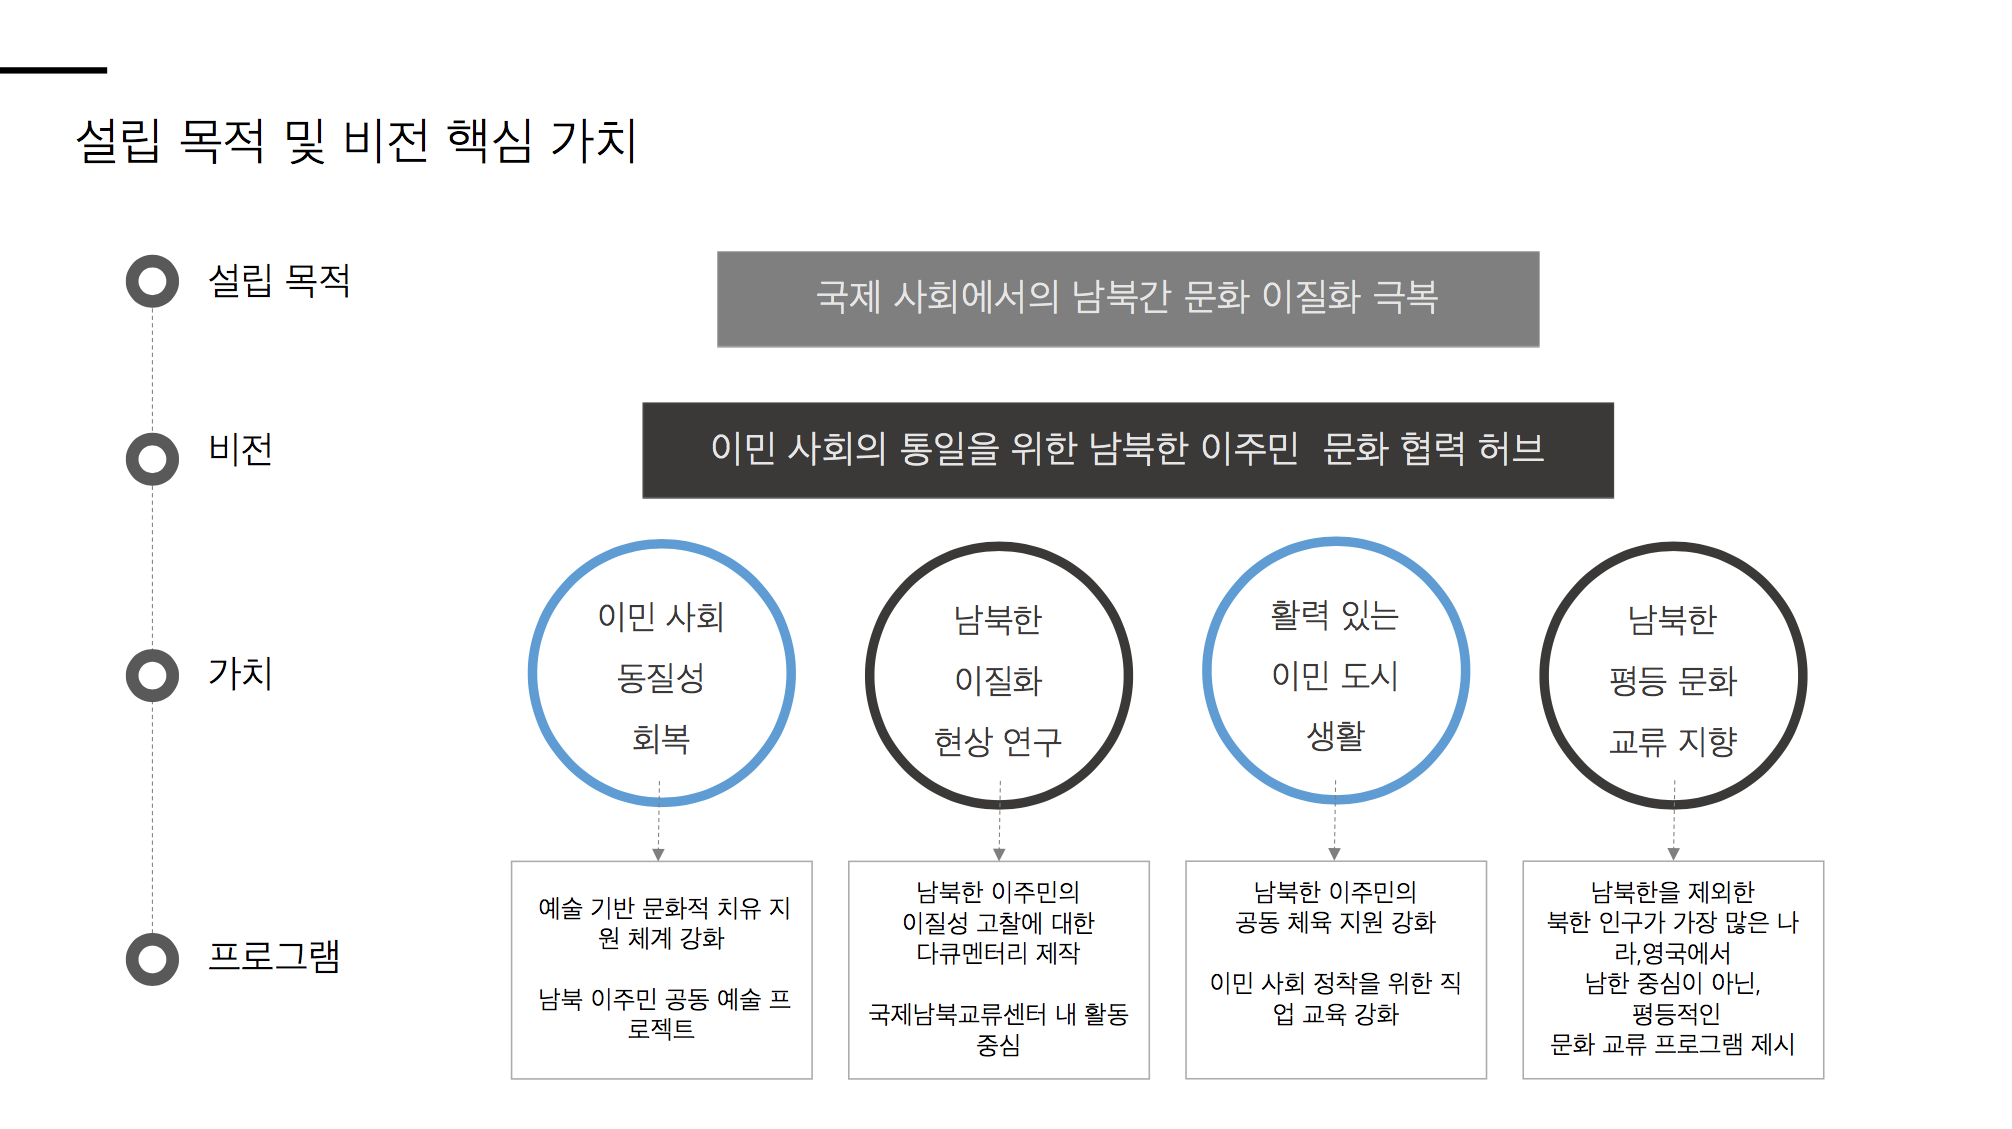 설립 목적 및 비전 핵심 가치
설립 목적
국제 사회에서의 남북간 문화 이질화 극복
비전
이민 사회의 통일을 위한 남북한 이주민  문화 협력 허브
가치
이민 사회
동질성
회복
남북한
이질화
현상 연구
활력 있는
이민 도시
생활
남북한
평등 문화
교류 지향
프로그램
예술 기반 문화적 치유 지
원 체계 강화
남북 이주민 공동 예술 프
로젝트
남북한 이주민의
이질성 고찰에 대한
다큐멘터리 제작
국제남북교류센터 내 활동
중심
남북한 이주민의
공동 체육 지원 강화
이민 사회 정착을 위한 직
업 교육 강화
남북한을 제외한
북한 인구가 가장 많은 나
라,영국에서
남한 중심이 아닌,
평등적인
문화 교류 프로그램 제시